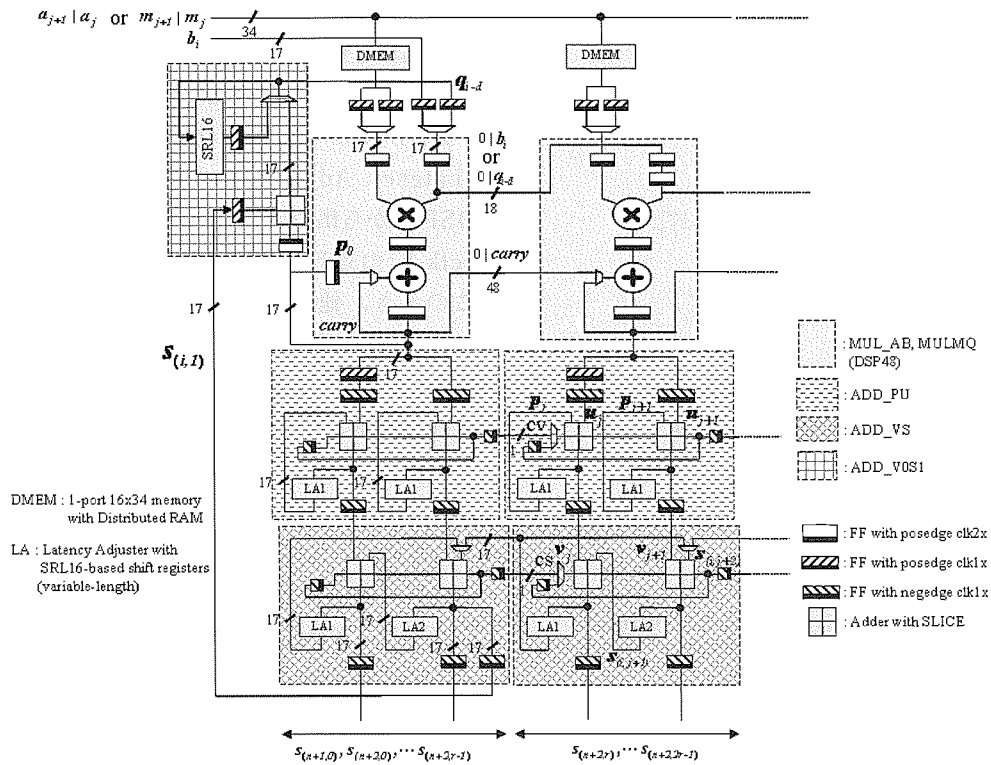 a_{j+1} | a_j or m_{j+1} | m_j
34
b_i
17
DMEM
DMEM
q_{i-d}
SRL16
17
17
17
0 | b_i
or
0 | q_{i-d}
18
p_0
0 | carry
48
carry
17
17
s_{(i,1)}
17
: MUL_AB, MULMQ
(DSP48)
: ADD_PU
: ADD_VS
: ADD_V0S1
p_j
u_j
p_{j+1}
u_{j+1}
CV
1
17
LA1
17
LA1
LA1
LA1
DMEM : 1-port 16x34 memory
with Distributed RAM
LA : Latency Adjuster with
SRL16-based shift registers
(variable-length)
17
v_{j+1}
CS
1
17
LA1
17
LA2
17
17
17
LA1
LA2
s_{(i,j+1)}
: FF with posedge clk2x
: FF with posedge clk1x
: FF with negedge clk1x
: Adder with SLICE
s_{(n+1,0)}, s_{(n+2,0)}, ··· s_{(n+2,r-1)}
s_{(n+2,r)}, ··· s_{(n+2,2r-1)}